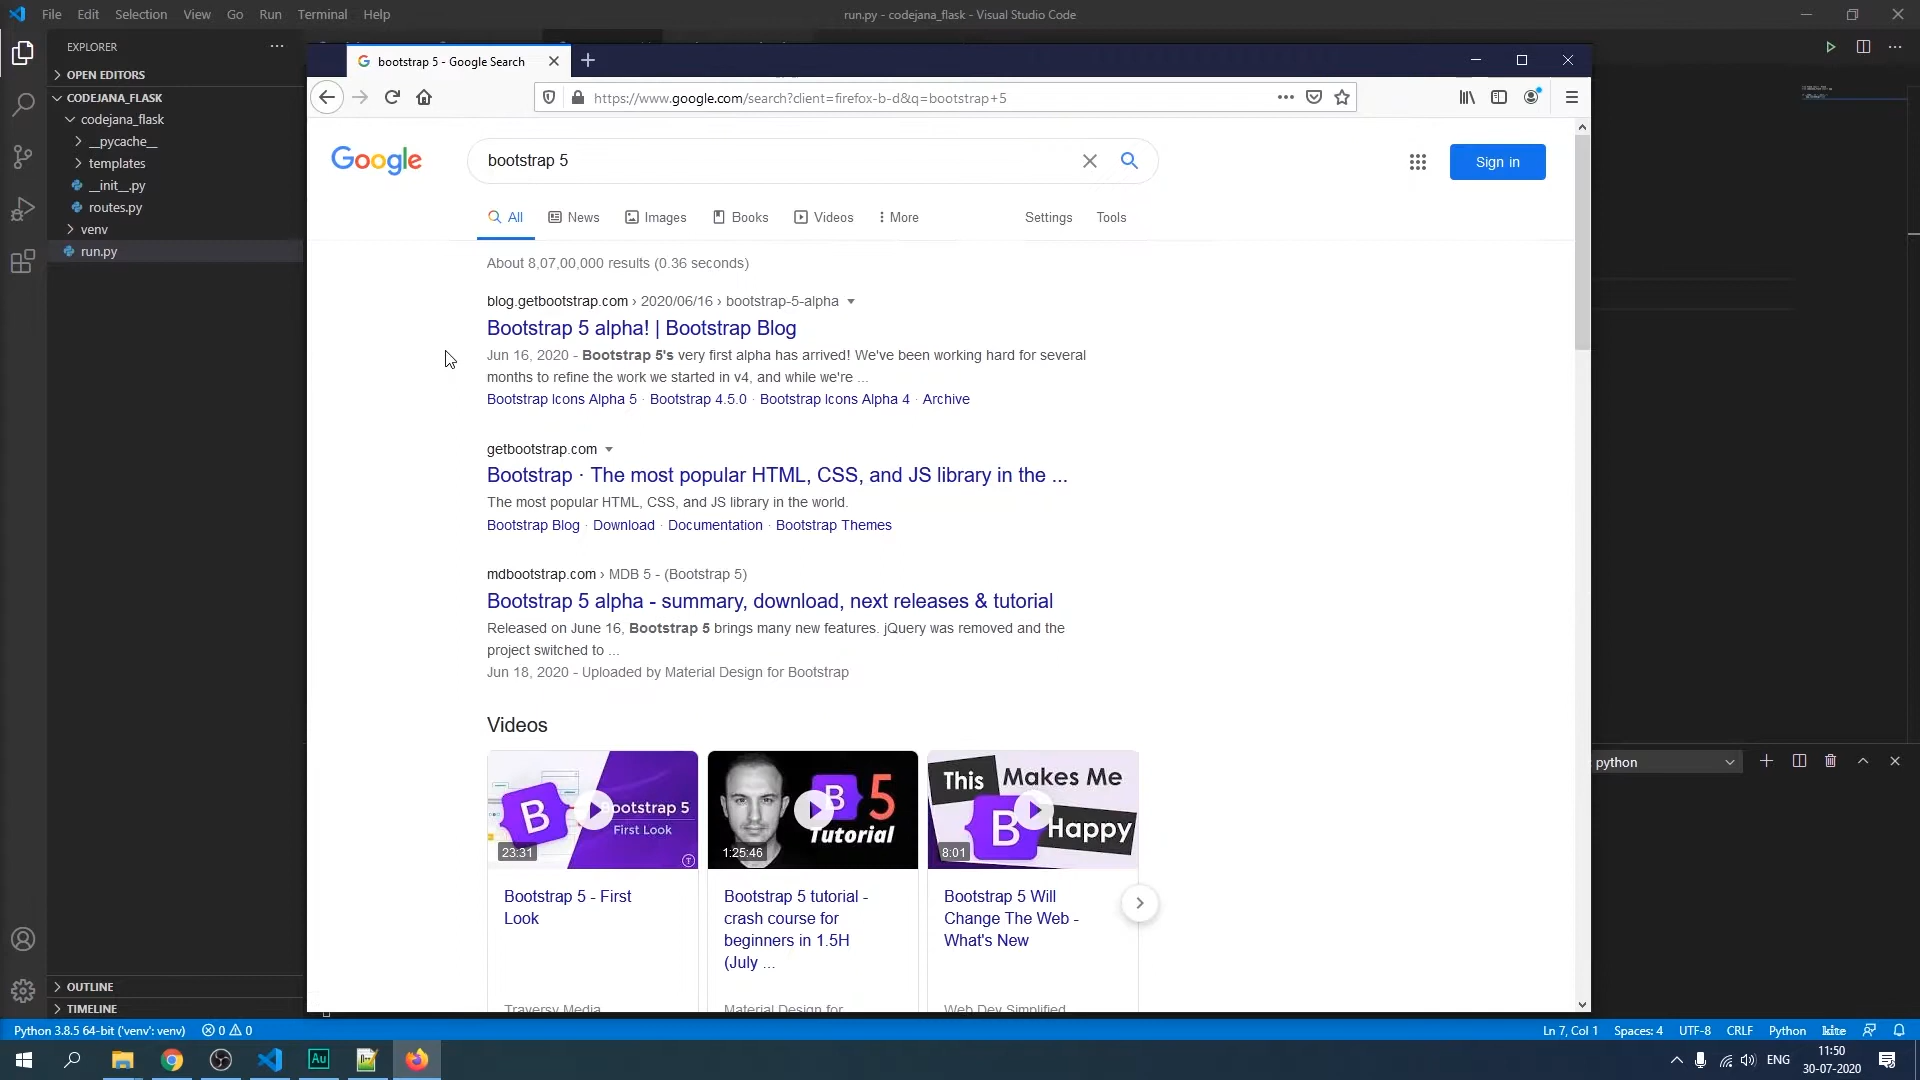 File Edit Selection View Go Run Terminal Help
run.py - codejana_flask - Visual Studio Code
EXPLORER
OPEN EDITORS
CODEJANA_FLASK
codejana_flask
__pycache__
templates
__init__.py
routes.py
venv
run.py
OUTLINE
TIMELINE
bootstrap 5 - Google Search
https://www.google.com/search?client=firefox-b-d&q=bootstrap+5
Google
bootstrap 5
Sign in
All News Images Books Videos More Settings Tools
About 8,07,00,000 results (0.36 seconds)
blog.getbootstrap.com › 2020/06/16 › bootstrap-5-alpha
Bootstrap 5 alpha! | Bootstrap Blog
Jun 16, 2020 - Bootstrap 5's very first alpha has arrived! We've been working hard for several
months to refine the work we started in v4, and while we're ...
Bootstrap Icons Alpha 5 · Bootstrap 4.5.0 · Bootstrap Icons Alpha 4 · Archive
getbootstrap.com
Bootstrap · The most popular HTML, CSS, and JS library in the ...
The most popular HTML, CSS, and JS library in the world.
Bootstrap Blog · Download · Documentation · Bootstrap Themes
mdbootstrap.com › MDB 5 - (Bootstrap 5)
Bootstrap 5 alpha - summary, download, next releases & tutorial
Released on June 16, Bootstrap 5 brings many new features. jQuery was removed and the
project switched to ...
Jun 18, 2020 - Uploaded by Material Design for Bootstrap
Videos
B
Bootstrap 5
First Look
23:31
B 5
Tutorial
1:25:46
This Makes Me
B Happy
8:01
Bootstrap 5 - First
Look
Traversy Media
Bootstrap 5 tutorial -
crash course for
beginners in 1.5H
(July ...
Material Design for
Bootstrap 5 Will
Change The Web -
What's New
Web Dev Simplified
python
Python 3.8.5 64-bit ('venv': venv) 0 0
Ln 7, Col 1 Spaces: 4 UTF-8 CRLF Python kite
Au
ENG
11:50
30-07-2020